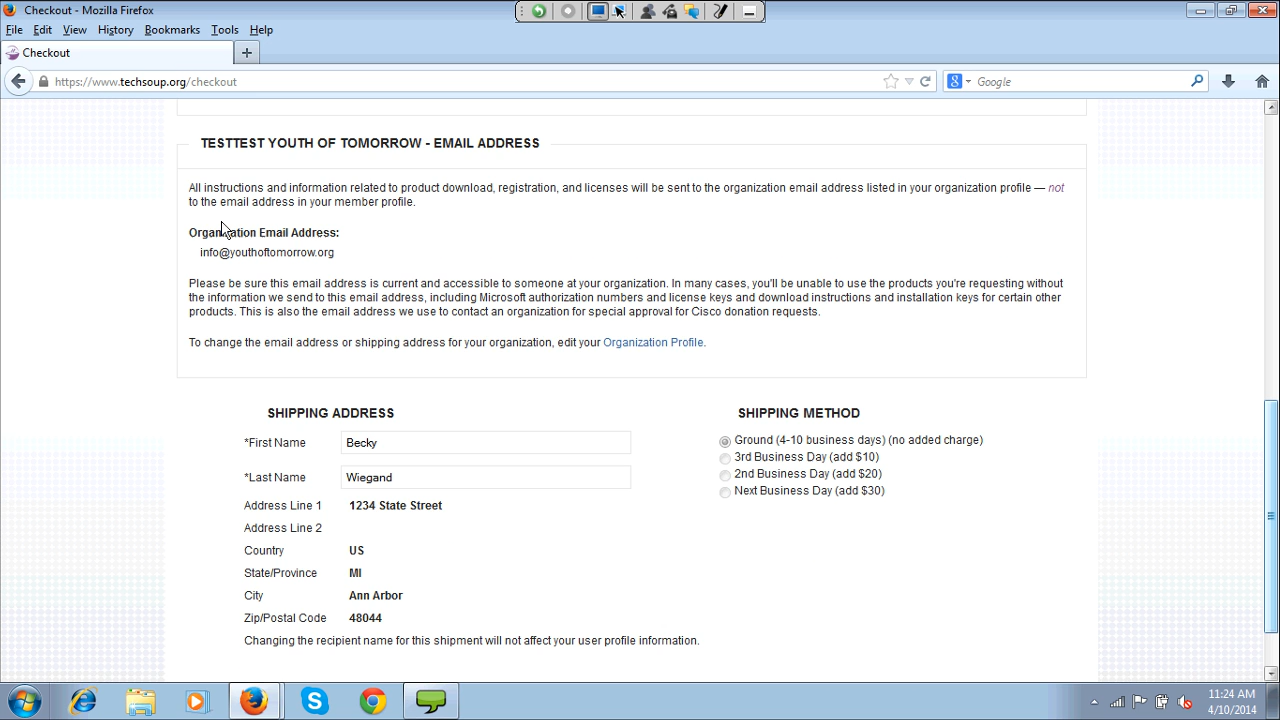 Checkout - Mozilla Firefox
File Edit View History Bookmarks Tools Help
Checkout
https://www.techsoup.org/checkout
Google
TESTTEST YOUTH OF TOMORROW - EMAIL ADDRESS
All instructions and information related to product download, registration, and licenses will be sent to the organization email address listed in your organization profile — not
to the email address in your member profile.
Organization Email Address:
info@youthoftomorrow.org
Please be sure this email address is current and accessible to someone at your organization. In many cases, you'll be unable to use the products you're requesting without
the information we send to this email address, including Microsoft authorization numbers and license keys and download instructions and installation keys for certain other
products. This is also the email address we use to contact an organization for special approval for Cisco donation requests.
To change the email address or shipping address for your organization, edit your Organization Profile.
SHIPPING ADDRESS
*First Name Becky
*Last Name Wiegand
Address Line 1 1234 State Street
Address Line 2
Country US
State/Province MI
City Ann Arbor
Zip/Postal Code 48044
Changing the recipient name for this shipment will not affect your user profile information.
SHIPPING METHOD
Ground (4-10 business days) (no added charge)
3rd Business Day (add $10)
2nd Business Day (add $20)
Next Business Day (add $30)
11:24 AM
4/10/2014